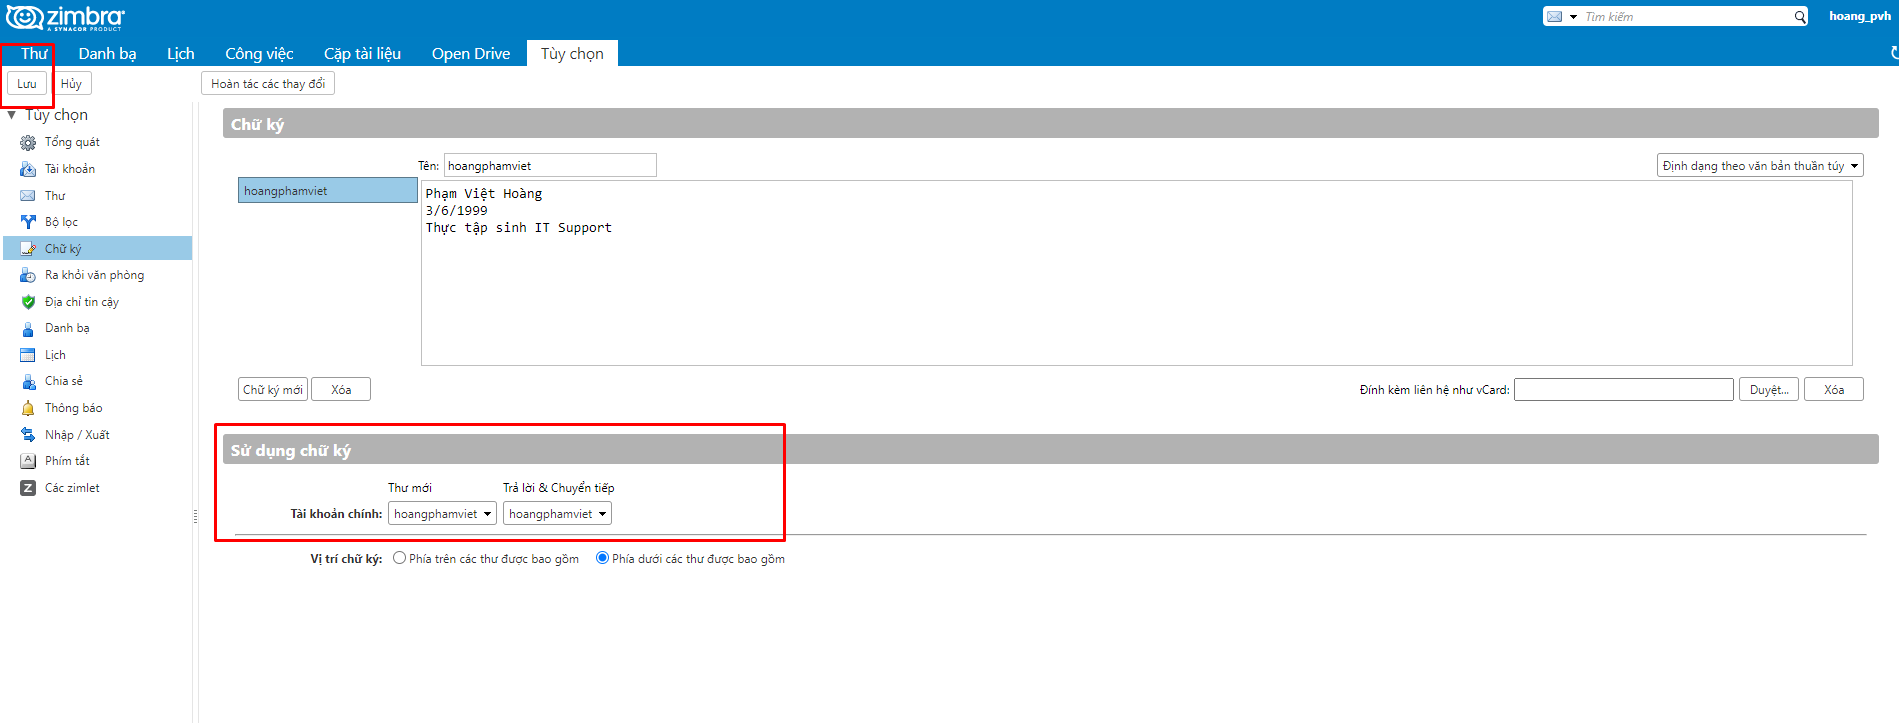 zimbra
A SYNACOR PRODUCT
Tìm kiếm
hoang_pvh
Thư
Danh bạ
Lịch
Công việc
Cặp tài liệu
Open Drive
Tùy chọn
Lưu
Hủy
Hoàn tác các thay đổi
Tùy chọn
Tổng quát
Tài khoản
Thư
Bộ lọc
Chữ ký
Ra khỏi văn phòng
Địa chỉ tin cậy
Danh bạ
Lịch
Chia sẻ
Thông báo
Nhập / Xuất
Phím tắt
Các zimlet
Chữ ký
Tên: hoangphamviet
Định dạng theo văn bản thuần túy
hoangphamviet
Phạm Việt Hoàng
3/6/1999
Thực tập sinh IT Support
Chữ ký mới
Xóa
Đính kèm liên hệ như vCard:
Duyệt...
Xóa
Sử dụng chữ ký
Thư mới
Trả lời & Chuyển tiếp
Tài khoản chính: hoangphamviet hoangphamviet
Vị trí chữ ký: Phía trên các thư được bao gồm Phía dưới các thư được bao gồm